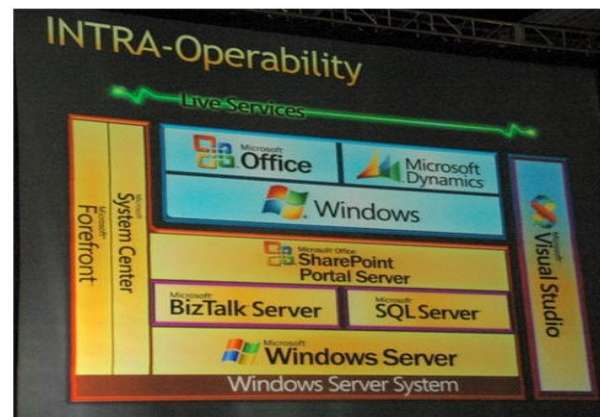 INTRA-Operability
Live Services
Microsoft
Office
Microsoft
Dynamics
Windows
Microsoft
Forefront
Microsoft
System Center
Microsoft Office
SharePoint
Portal Server
Microsoft
BizTalk Server
Microsoft
SQL Server
Microsoft
Windows Server
Windows Server System
Microsoft
Visual Studio